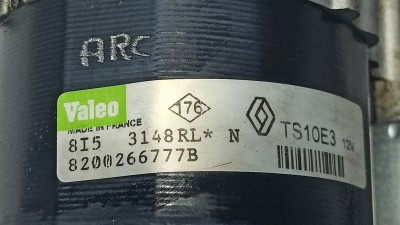 ARC
Valeo
176
MADE IN FRANCE
TS10E3 12V
8I5 3148RL* N
8200266777B